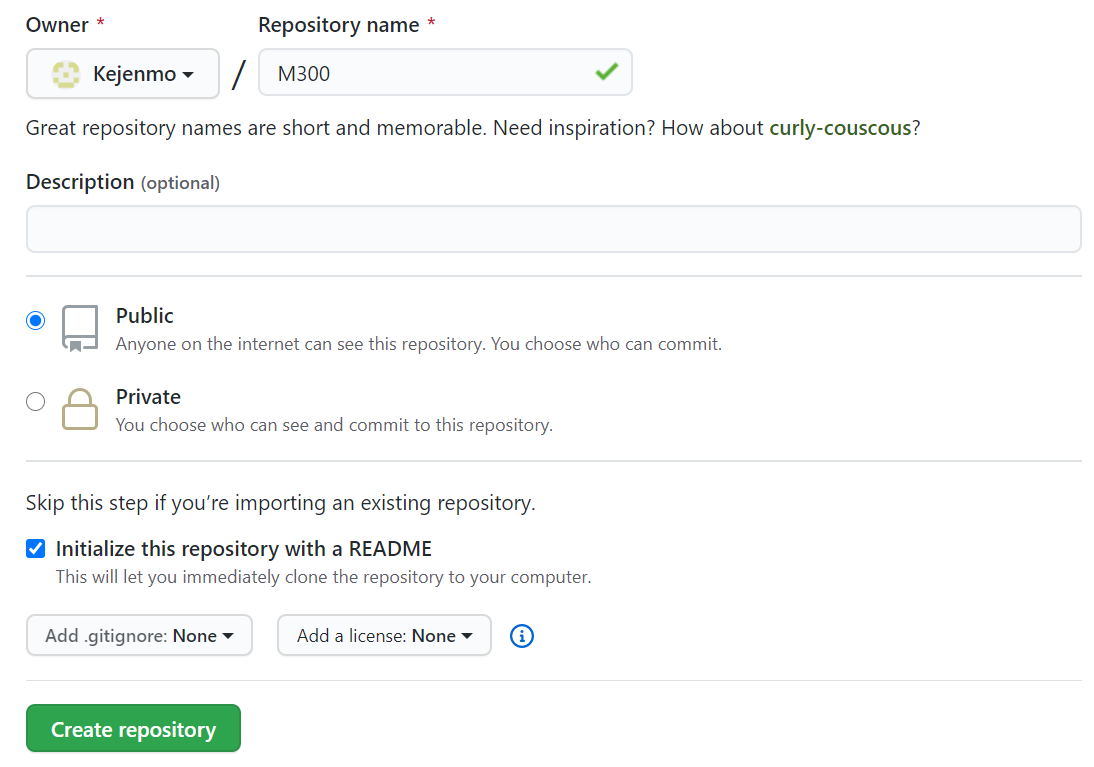 Owner * Repository name *
Kejenmo / M300
Great repository names are short and memorable. Need inspiration? How about curly-couscous?
Description (optional)
Public
Anyone on the internet can see this repository. You choose who can commit.
Private
You choose who can see and commit to this repository.
Skip this step if you’re importing an existing repository.
Initialize this repository with a README
This will let you immediately clone the repository to your computer.
Add .gitignore: None Add a license: None
Create repository